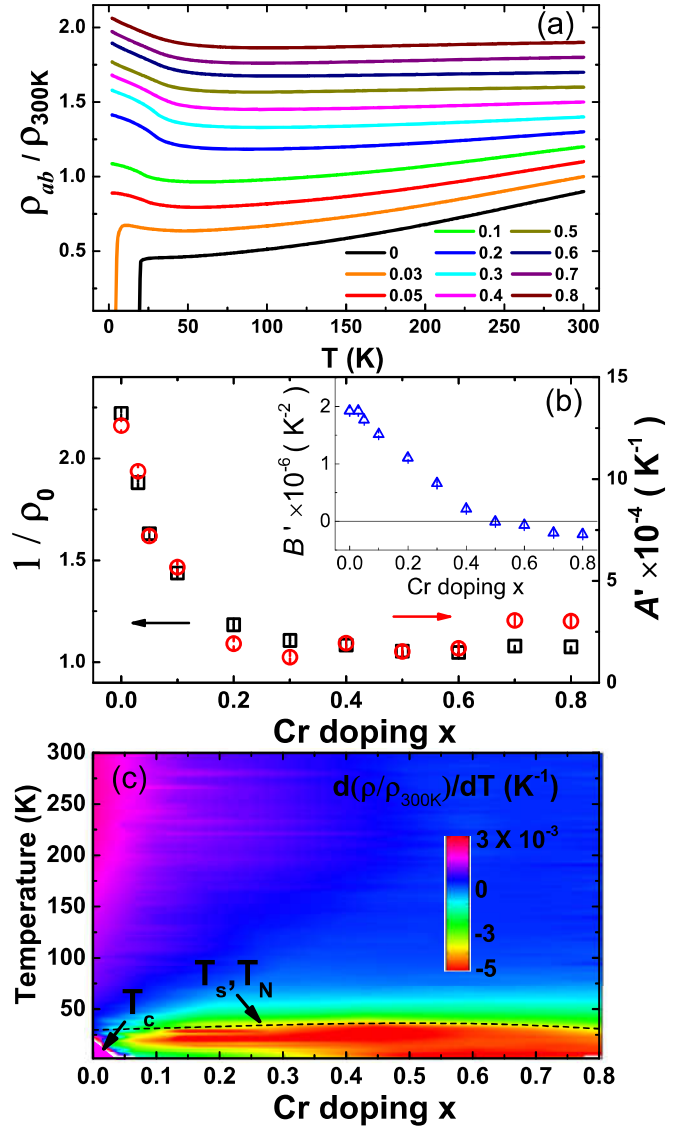 (a)
ρab / ρ300K
2.0
1.5
1.0
0.5
0 0.1 0.5
0.03 0.2 0.6
0.05 0.3 0.7
0.4 0.8
0 50 100 150 200 250 300
T (K)
(b)
1 / ρ0
2.0
1.5
1.0
B' ×10-6 ( K-2 )
2
1
0
0.0 0.2 0.4 0.6 0.8
Cr doping x
15
10
5
0
A' ×10-4 ( K-1 )
0.0 0.2 0.4 0.6 0.8
Cr doping x
(c)
d(ρ/ρ300K)/dT (K-1)
3 X 10-3
0
-3
-5
Temperature (K)
300
250
200
150
100
50
Ts,TN
Tc
0.0 0.1 0.2 0.3 0.4 0.5 0.6 0.7 0.8
Cr doping x